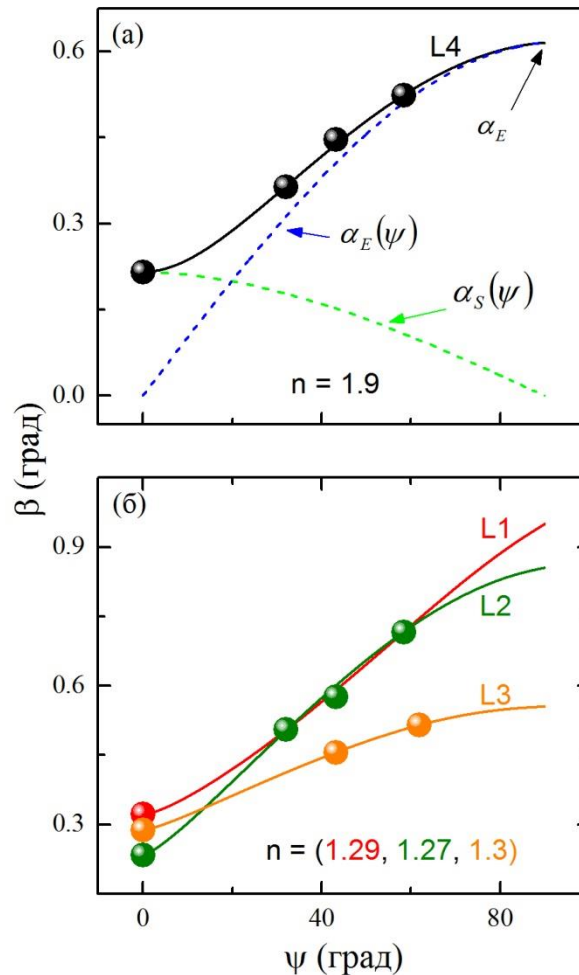 (а)
0.6
L4
α_E
0.3
α_E(ψ)
α_S(ψ)
0.0
n = 1.9
β (град)
(б)
L1
0.9
L2
0.6
L3
0.3
n = (1.29, 1.27, 1.3)
0 40 80
ψ (град)